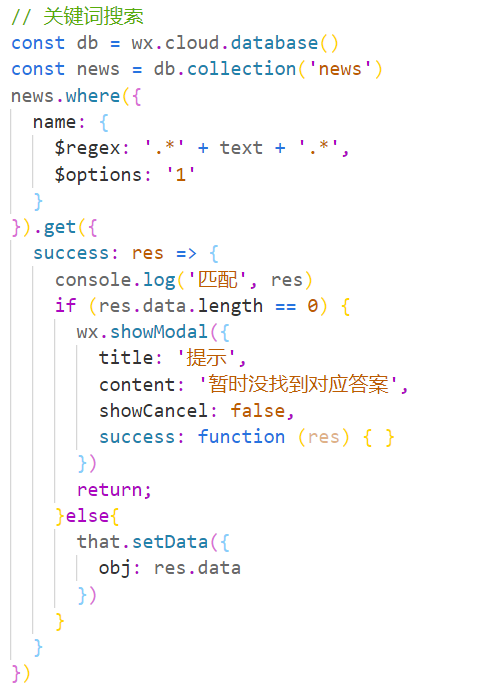 // 关键词搜索
const db = wx.cloud.database()
const news = db.collection('news')
news.where({
  name: {
    $regex: '.*' + text + '.*',
    $options: '1'
  }
}).get({
  success: res => {
    console.log('匹配', res)
    if (res.data.length == 0) {
      wx.showModal({
        title: '提示',
        content: '暂时没找到对应答案',
        showCancel: false,
        success: function (res) { }
      })
      return;
    }else{
      that.setData({
        obj: res.data
      })
    }
  }
})